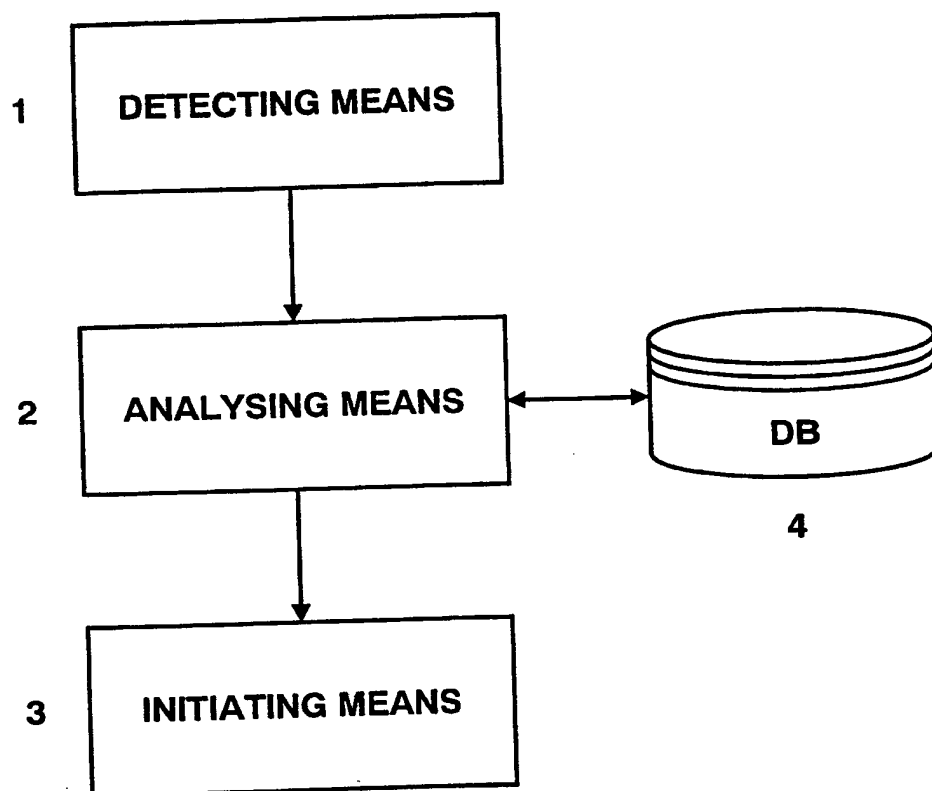 1
DETECTING MEANS
2
ANALYSING MEANS
DB
4
3
INITIATING MEANS